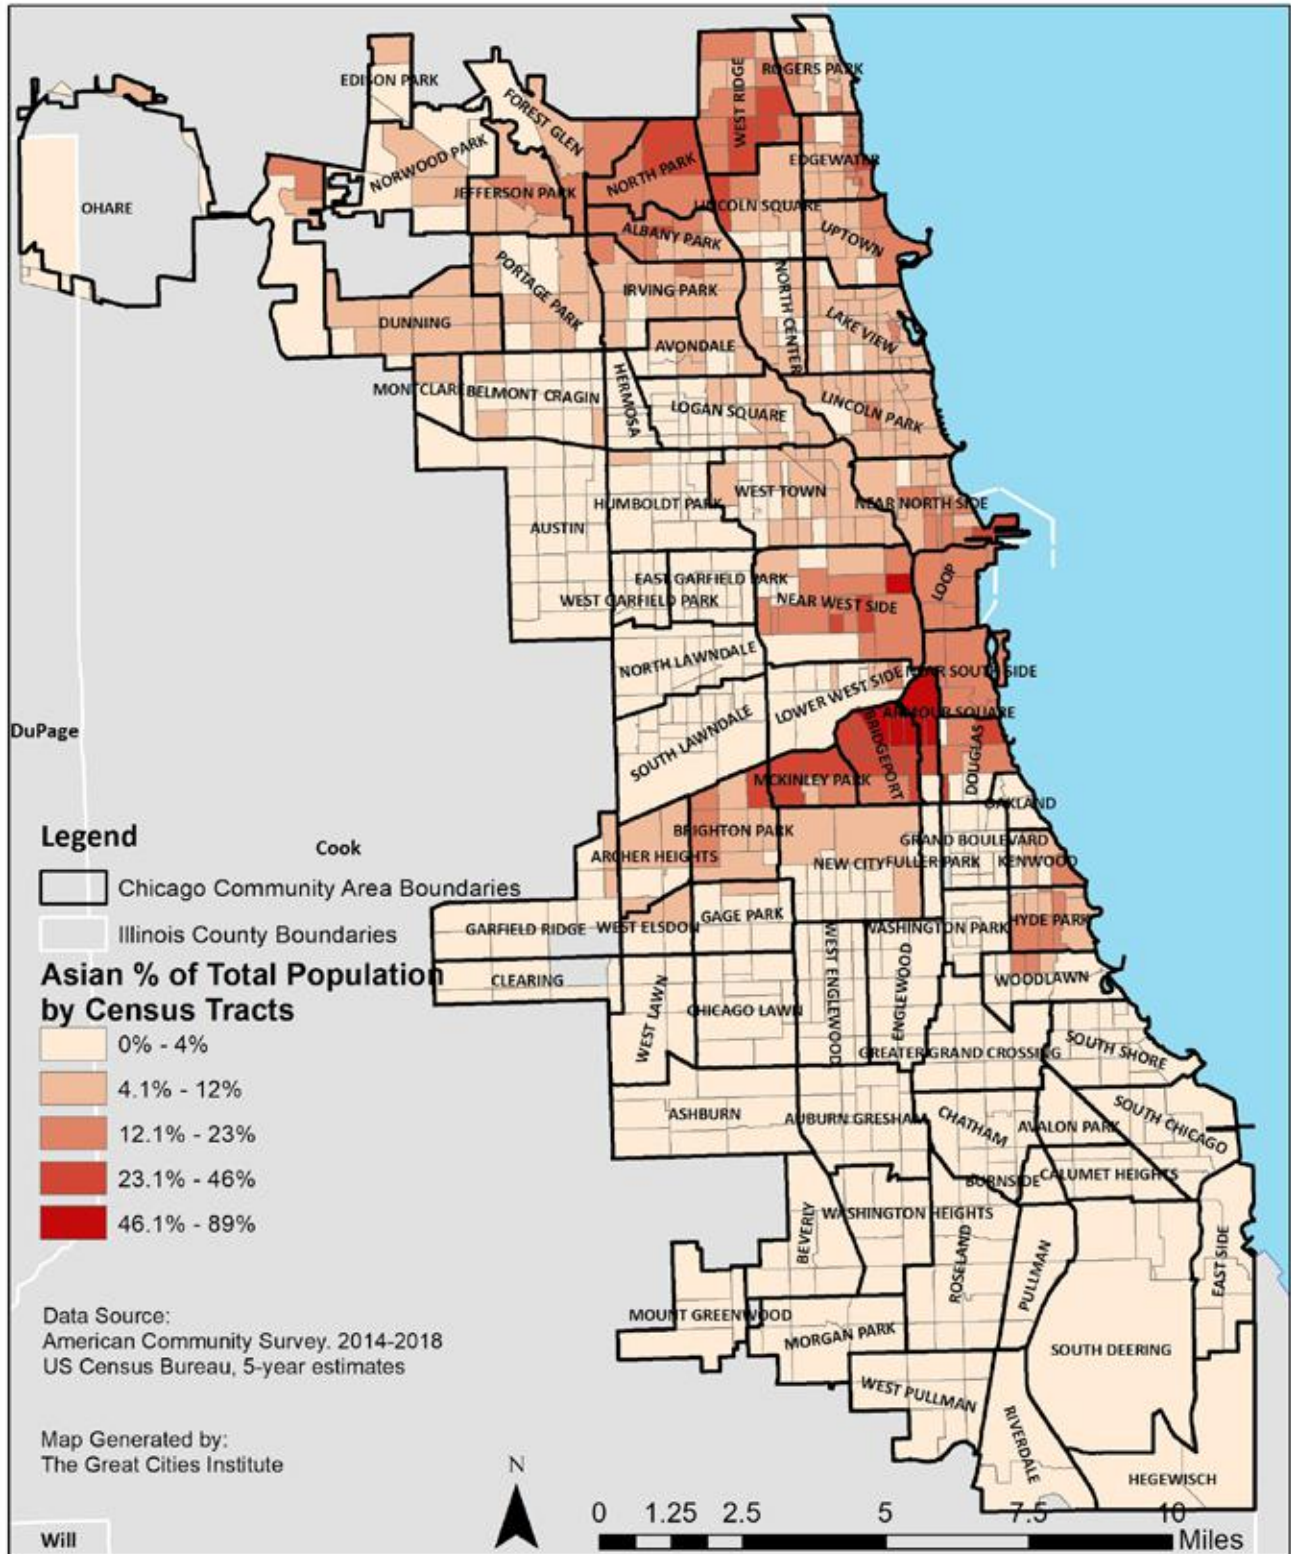 EDISON PARK
ROGERS PARK
WEST RIDGE
FOREST GLEN
NORWOOD PARK
EDGEWATER
NORTH PARK
JEFFERSON PARK
OHARE
LINCOLN SQUARE
ALBANY PARK
UPTOWN
PORTAGE PARK
IRVING PARK
NORTH CENTER
DUNNING
LAKE VIEW
AVONDALE
MONTCLARE
BELMONT CRAGIN
HERMOSA
LOGAN SQUARE
LINCOLN PARK
WEST TOWN
HUMBOLDT PARK
NEAR NORTH SIDE
AUSTIN
EAST GARFIELD PARK
LOOP
WEST GARFIELD PARK
NEAR WEST SIDE
NORTH LAWNDALE
NEAR SOUTH SIDE
LOWER WEST SIDE
ARMOUR SQUARE
DuPage
SOUTH LAWNDALE
BRIDGEPORT
DOUGLAS
MCKINLEY PARK
OAKLAND
BRIGHTON PARK
GRAND BOULEVARD
ARCHER HEIGHTS
NEW CITY
FULLER PARK
KENWOOD
Cook
GARFIELD RIDGE
WEST ELSDON
GAGE PARK
WASHINGTON PARK
HYDE PARK
CLEARING
WEST LAWN
CHICAGO LAWN
WEST ENGLEWOOD
ENGLEWOOD
WOODLAWN
GREATER GRAND CROSSING
SOUTH SHORE
ASHBURN
AUBURN GRESHAM
CHATHAM
AVALON PARK
SOUTH CHICAGO
BURNSIDE
CALUMET HEIGHTS
BEVERLY
WASHINGTON HEIGHTS
ROSELAND
PULLMAN
EAST SIDE
MOUNT GREENWOOD
MORGAN PARK
SOUTH DEERING
WEST PULLMAN
RIVERDALE
HEGEWISCH
Legend
Chicago Community Area Boundaries
Illinois County Boundaries
Asian % of Total Population
by Census Tracts
0% - 4%
4.1% - 12%
12.1% - 23%
23.1% - 46%
46.1% - 89%
Data Source:
American Community Survey. 2014-2018
US Census Bureau, 5-year estimates
Map Generated by:
The Great Cities Institute
Will
N
0 1.25 2.5 5 7.5 10
Miles